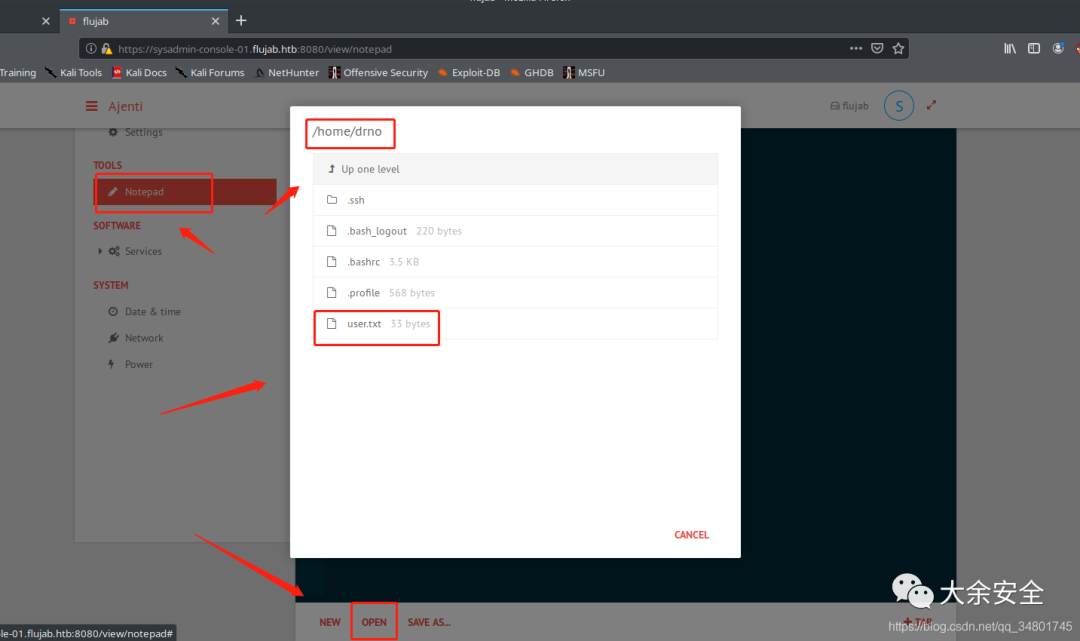 flujab
https://sysadmin-console-01.flujab.htb:8080/view/notepad
Training Kali Tools Kali Docs Kali Forums NetHunter Offensive Security Exploit-DB GHDB MSFU
Ajenti
flujab
S
Settings
TOOLS
Notepad
SOFTWARE
Services
SYSTEM
Date & time
Network
Power
/home/drno
Up one level
.ssh
.bash_logout 220 bytes
.bashrc 3.5 KB
.profile 568 bytes
user.txt 33 bytes
CANCEL
NEW OPEN SAVE AS...
+ TAB
大余安全
https://blog.csdn.net/qq_34801745
le-01.flujab.htb:8080/view/notepad#